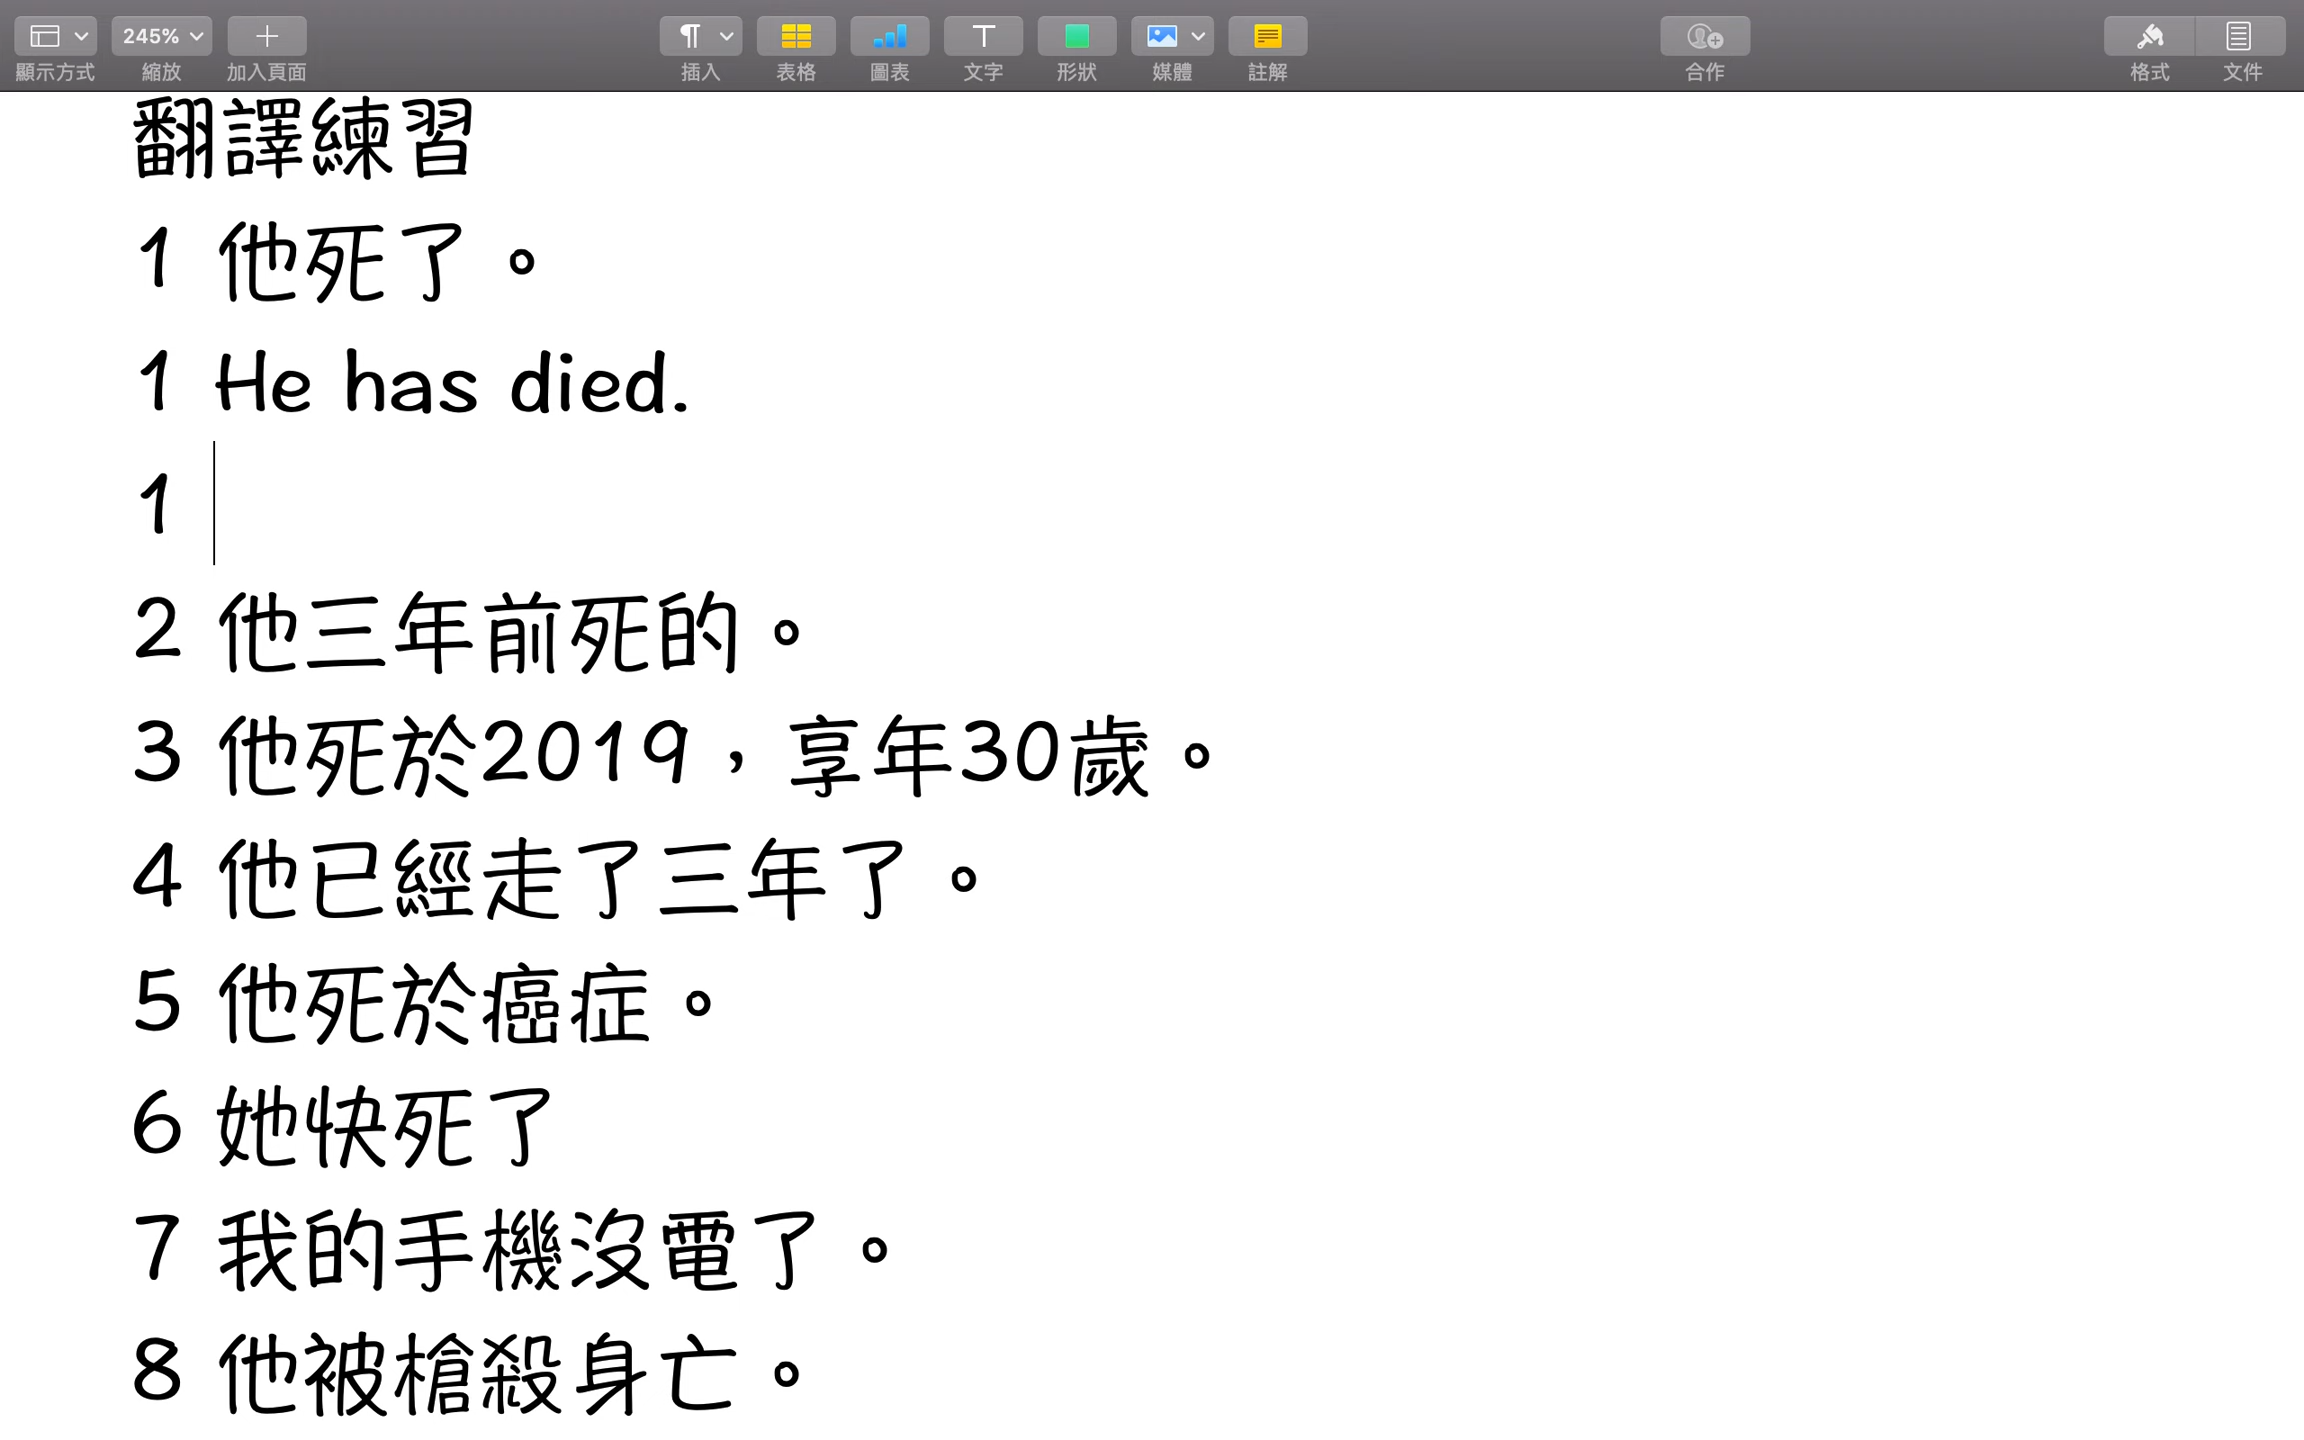 245%
顯示方式 縮放 加入頁面 插入 表格 圖表 文字 形狀 媒體 註解 合作 格式 文件
翻譯練習
1 他死了。
1 He has died.
1
2 他三年前死的。
3 他死於2019，享年30歲。
4 他已經走了三年了。
5 他死於癌症。
6 她快死了
7 我的手機沒電了。
8 他被槍殺身亡。